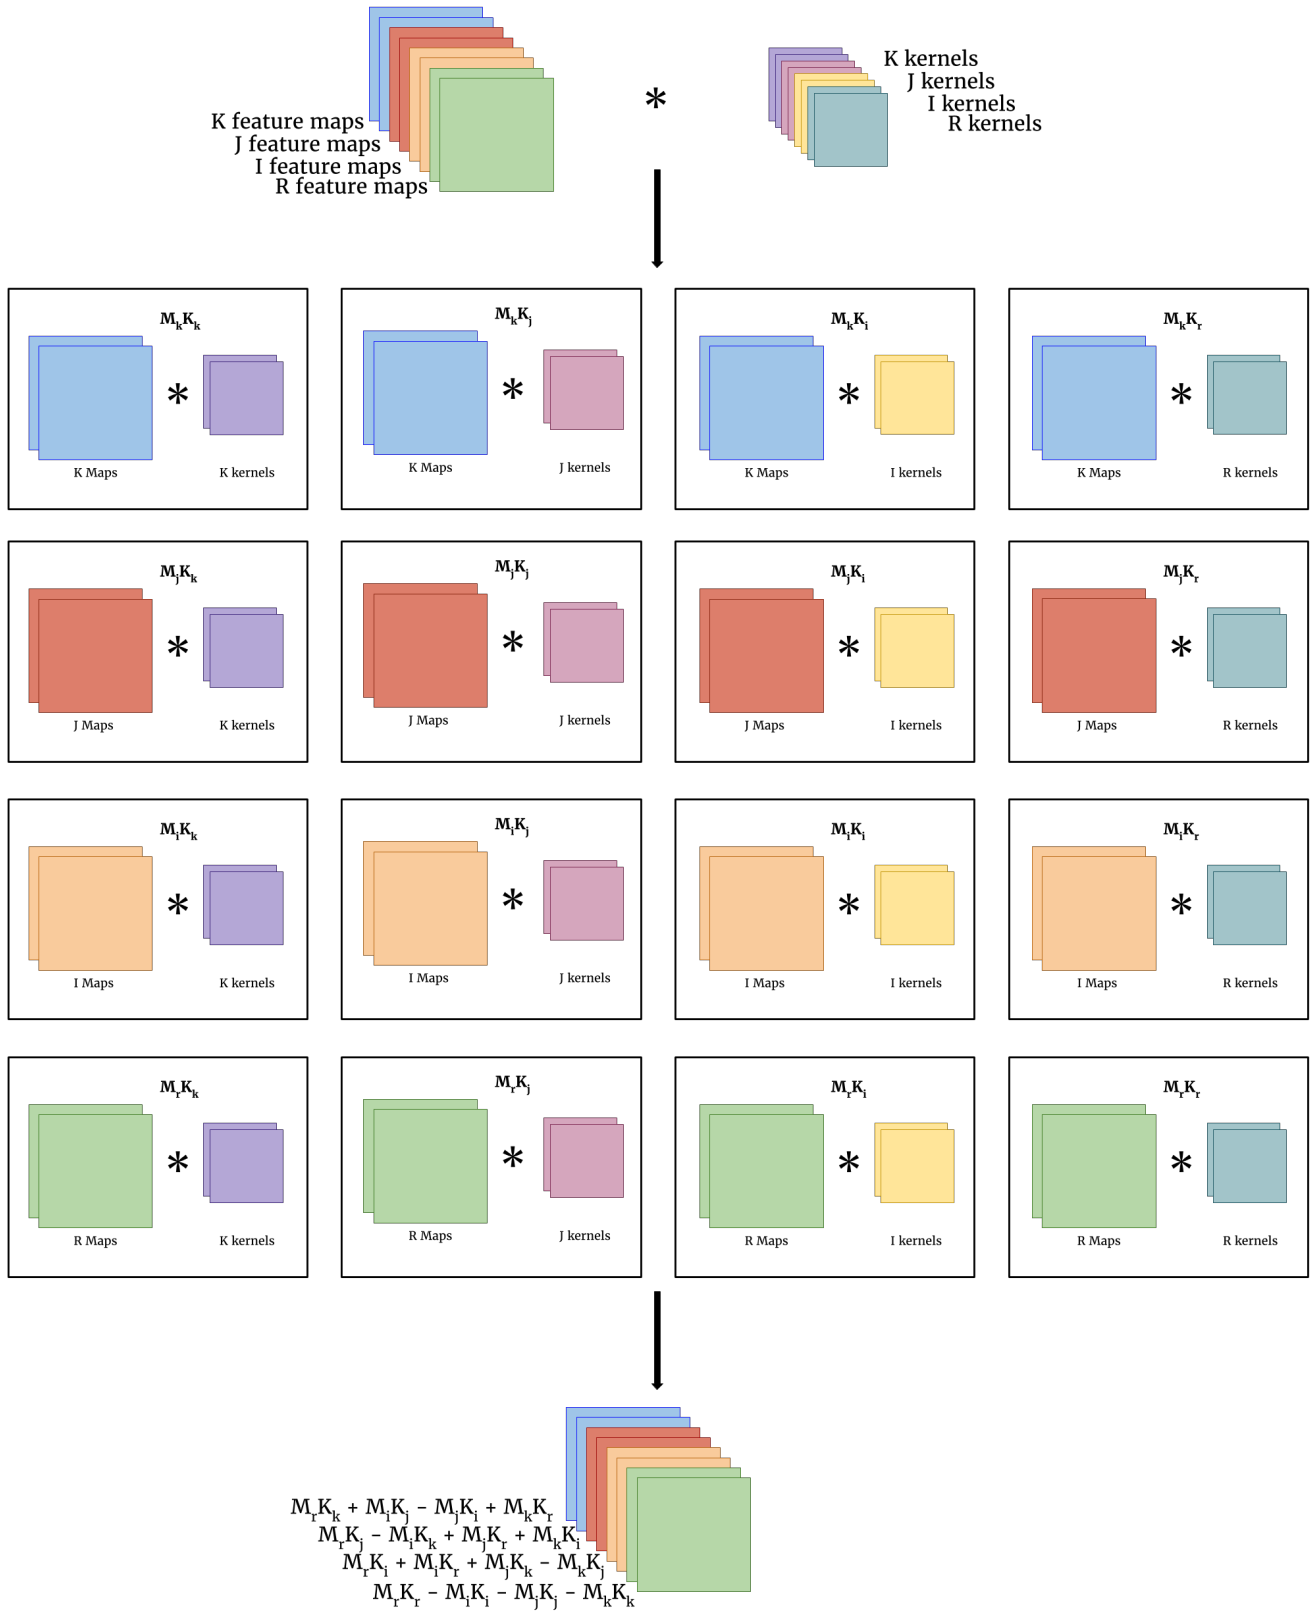 K feature maps
J feature maps
I feature maps
R feature maps
*
K kernels
J kernels
I kernels
R kernels
MkKk
*
K Maps K kernels
MkKj
*
K Maps J kernels
MkKi
*
K Maps I kernels
MkKr
*
K Maps R kernels
MjKk
*
J Maps K kernels
MjKj
*
J Maps J kernels
MjKi
*
J Maps I kernels
MjKr
*
J Maps R kernels
MiKk
*
I Maps K kernels
MiKj
*
I Maps J kernels
MiKi
*
I Maps I kernels
MiKr
*
I Maps R kernels
MrKk
*
R Maps K kernels
MrKj
*
R Maps J kernels
MrKi
*
R Maps I kernels
MrKr
*
R Maps R kernels
MrKk + MiKj − MjKi + MkKr
MrKj − MiKk + MjKr + MkKi
MrKi + MiKr + MjKk − MkKj
MrKr − MiKi − MjKj − MkKk